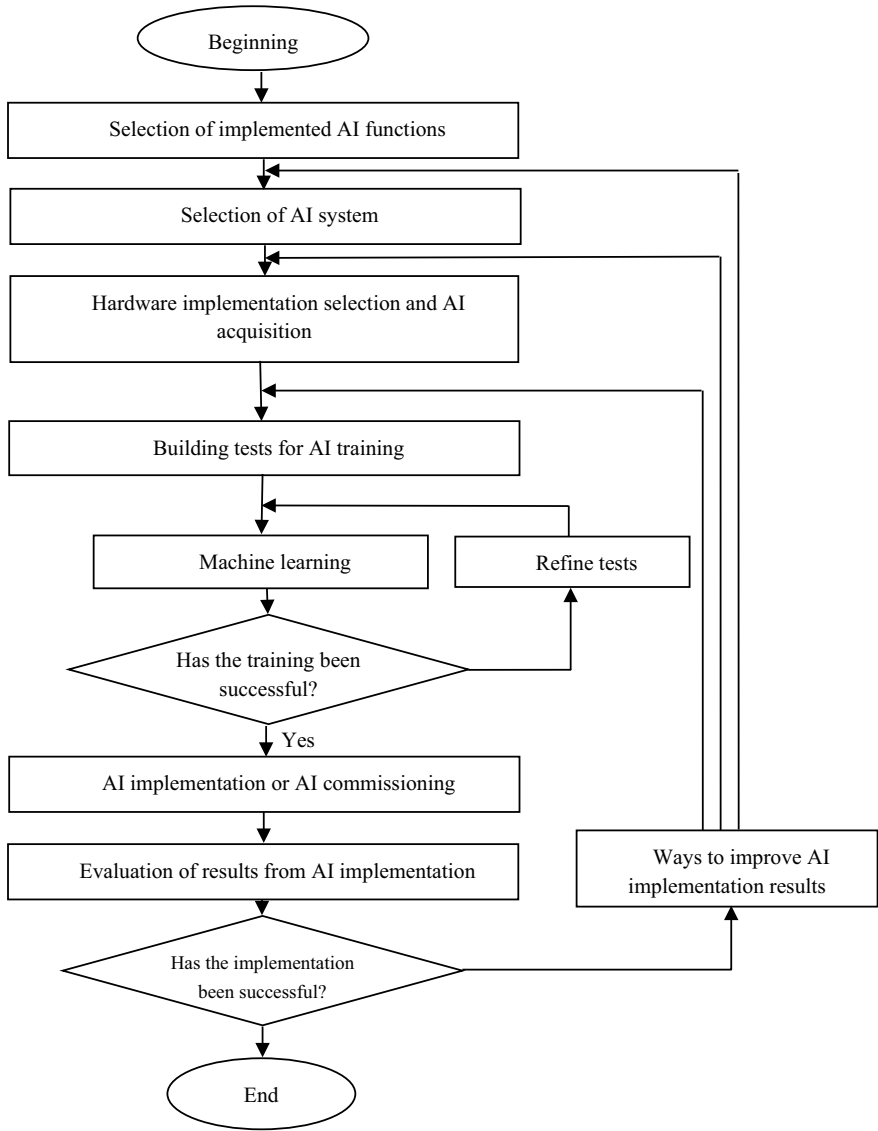 Beginning
Selection of implemented AI functions
Selection of AI system
Hardware implementation selection and AI
acquisition
Building tests for AI training
Machine learning
Refine tests
Has the training been
successful?
Yes
AI implementation or AI commissioning
Evaluation of results from AI implementation
Ways to improve AI
implementation results
Has the implementation
been successful?
End